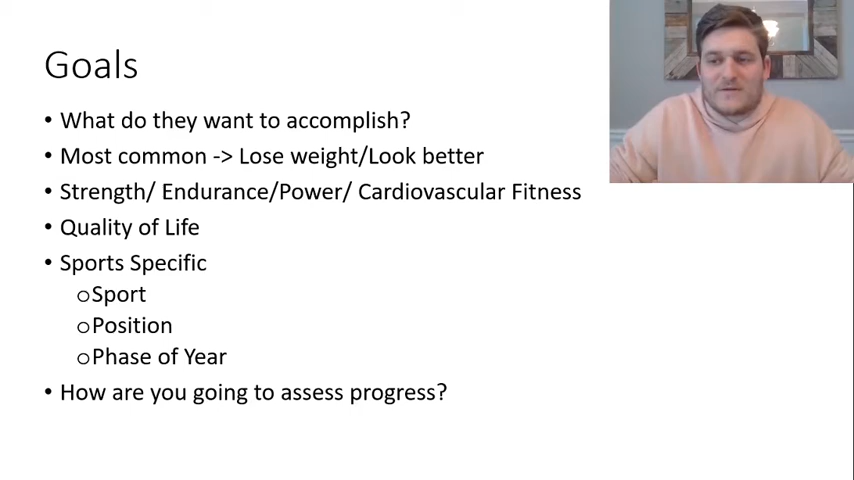 Goals
• What do they want to accomplish?
• Most common -> Lose weight/Look better
• Strength/ Endurance/Power/ Cardiovascular Fitness
• Quality of Life
• Sports Specific
o Sport
o Position
o Phase of Year
• How are you going to assess progress?